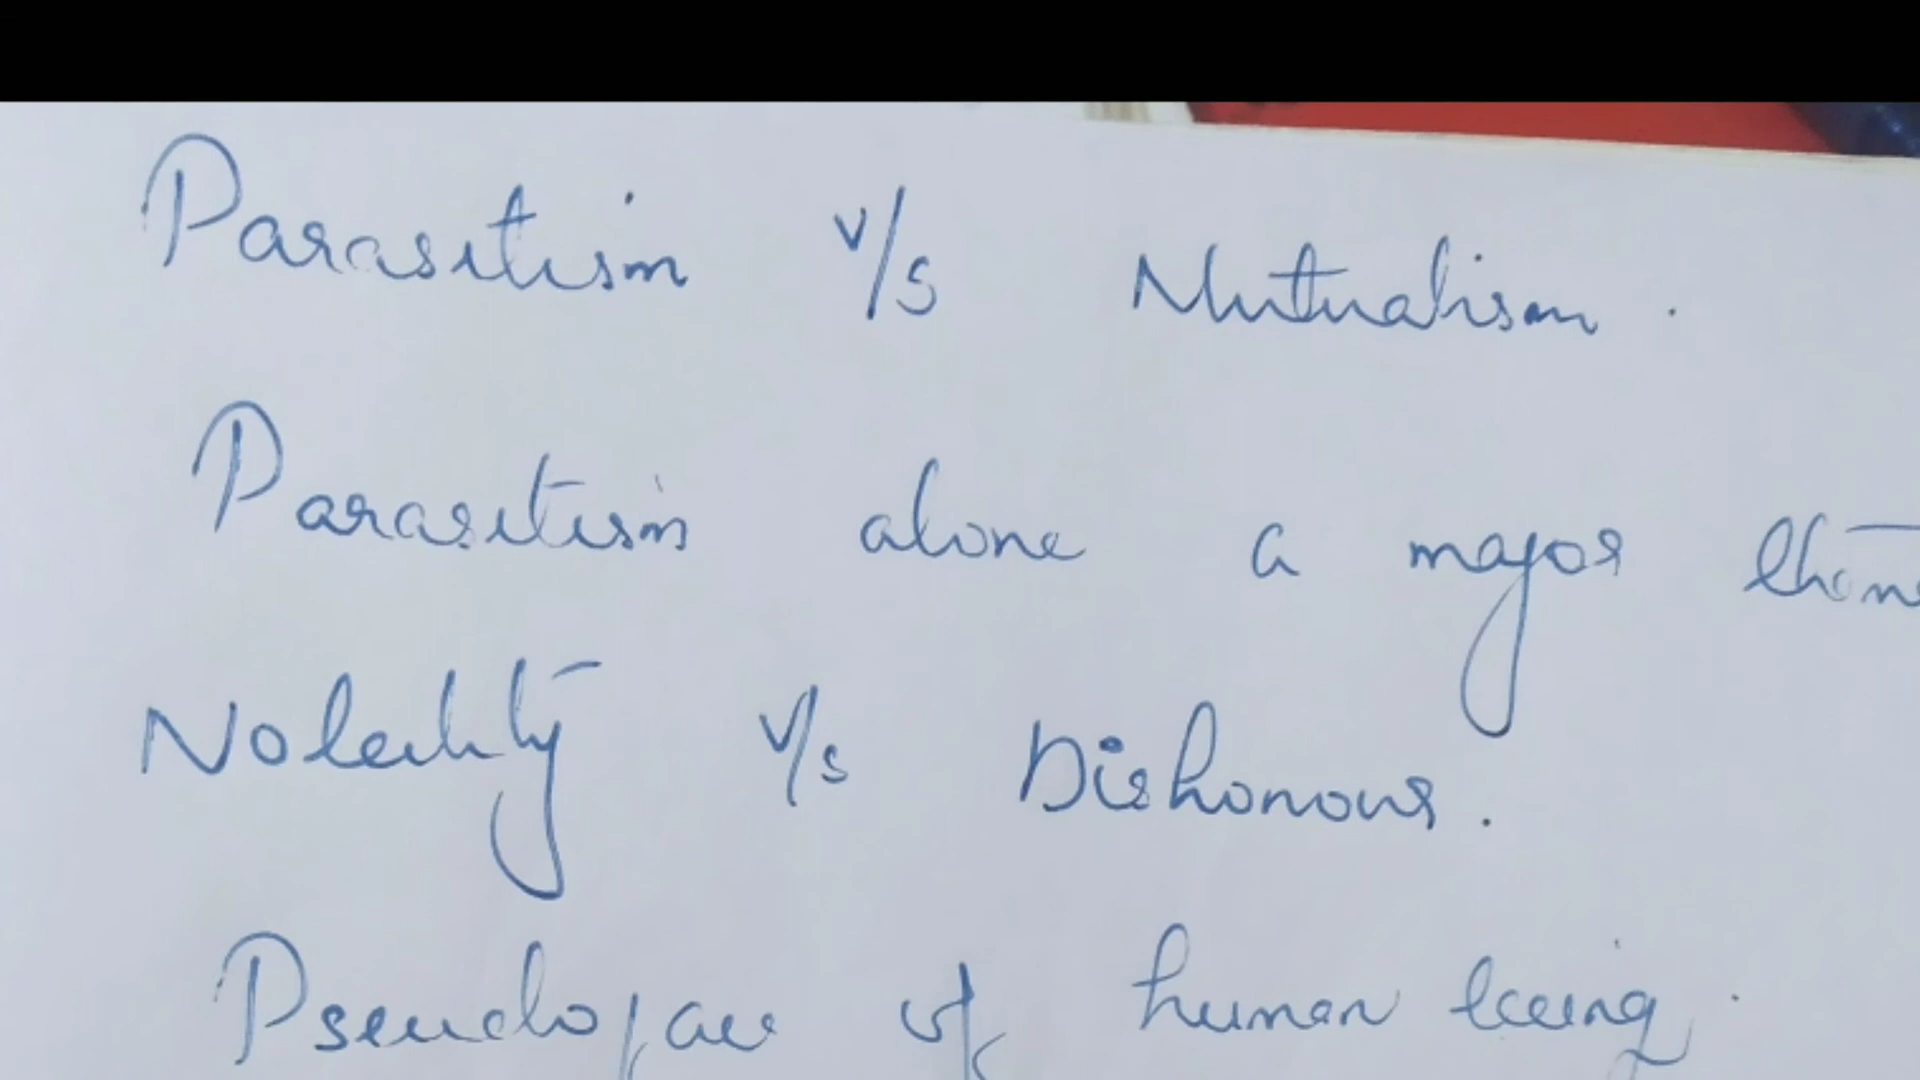 Parasitism v/s Mutualism.
Parasitism alone a major
Nobility v/s Dishonour.
Pseudoface of human being.